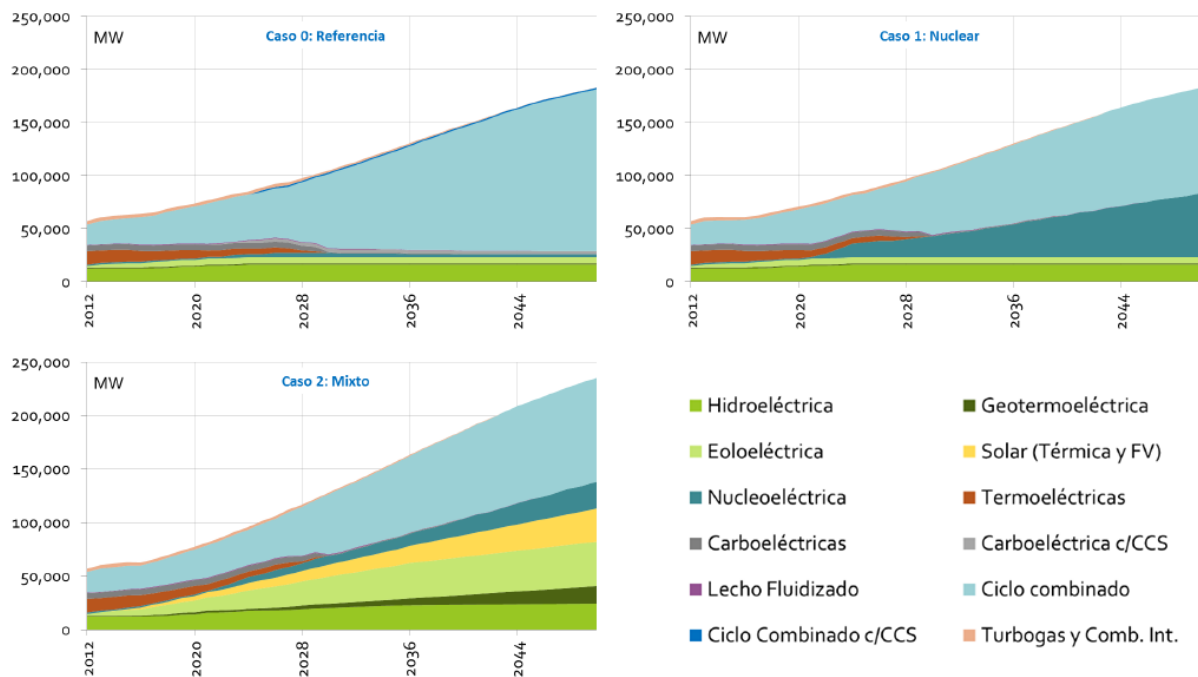 250,000
MW
Caso 0: Referencia
200,000
150,000
100,000
50,000
0
2012
2020
2028
2036
2044
250,000
MW
Caso 1: Nuclear
200,000
150,000
100,000
50,000
0
2012
2020
2028
2036
2044
250,000
MW
Caso 2: Mixto
200,000
150,000
100,000
50,000
0
2012
2020
2028
2036
2044
Hidroeléctrica
Geotermoeléctrica
Eoloeléctrica
Solar (Térmica y FV)
Nucleoeléctrica
Termoeléctricas
Carboeléctricas
Carboeléctrica c/CCS
Lecho Fluidizado
Ciclo combinado
Ciclo Combinado c/CCS
Turbogas y Comb. Int.